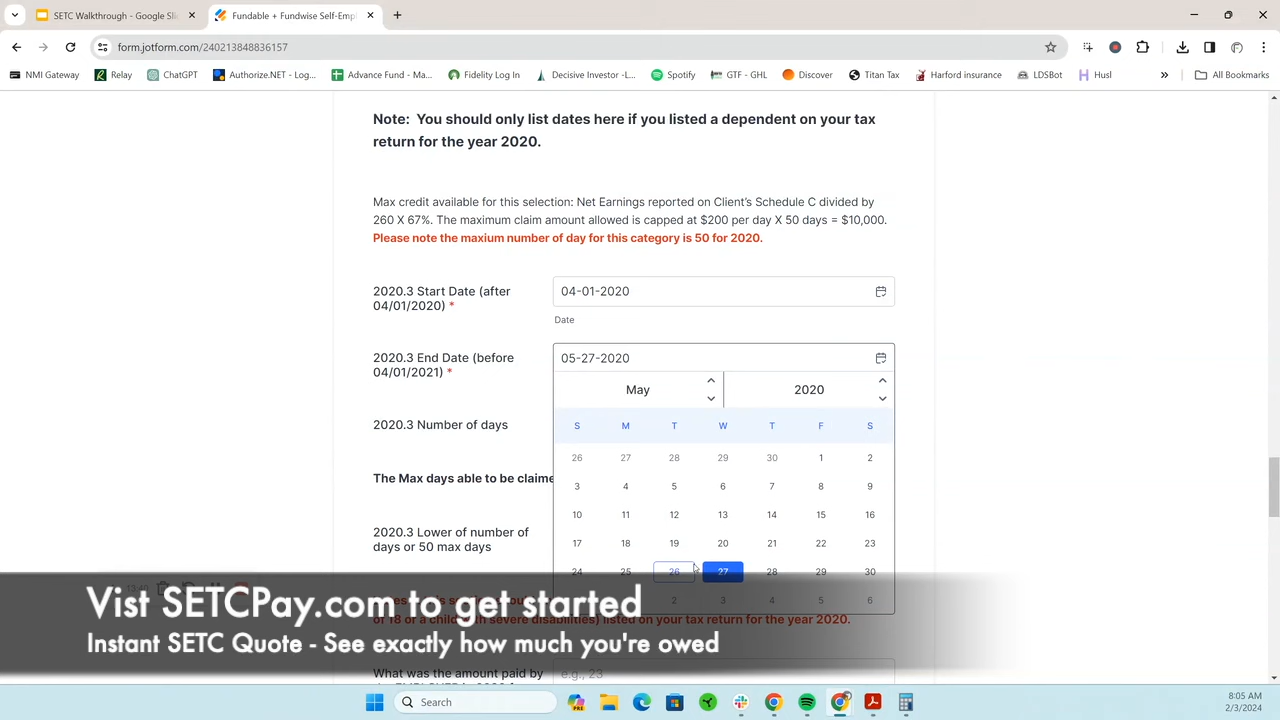 SETC Walkthrough - Google Sli
Fundable + Fundwise Self-Empl
form.jotform.com/240213848836157
NMI Gateway
Relay
ChatGPT
Authorize.NET - Log...
Advance Fund - Ma...
Fidelity Log In
Decisive Investor -L...
Spotify
GTF - GHL
Discover
Titan Tax
Harford insurance
LDSBot
Husl
All Bookmarks
Note: You should only list dates here if you listed a dependent on your tax
return for the year 2020.
Max credit available for this selection: Net Earnings reported on Client's Schedule C divided by
260 X 67%. The maximum claim amount allowed is capped at $200 per day X 50 days = $10,000.
Please note the maxium number of day for this category is 50 for 2020.
2020.3 Start Date (after
04/01/2020) *
04-01-2020
Date
2020.3 End Date (before
04/01/2021) *
05-27-2020
May 2020
S M T W T F S
26 27 28 29 30 1 2
3 4 5 6 7 8 9
10 11 12 13 14 15 16
17 18 19 20 21 22 23
24 25 26 27 28 29 30
2 3 4 5 6
2020.3 Number of days
The Max days able to be claime
2020.3 Lower of number of
days or 50 max days
of 18 or a child with severe disabilities) listed on your tax return for the year 2020.
What was the amount paid by
e.g., 23
Vist SETCPay.com to get started
Instant SETC Quote - See exactly how much you're owed
Search
8:05 AM
2/3/2024